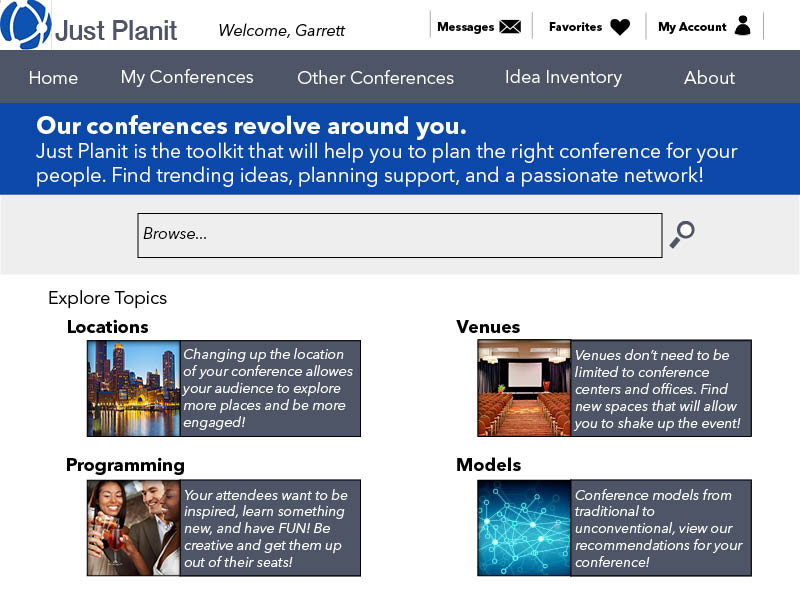 Just Planit
Welcome, Garrett
Messages
Favorites
My Account
Home
My Conferences
Other Conferences
Idea Inventory
About
Our conferences revolve around you.
Just Planit is the toolkit that will help you to plan the right conference for your
people. Find trending ideas, planning support, and a passionate network!
Browse...
Explore Topics
Locations
Changing up the location
of your conference allowes
your audience to explore
more places and be more
engaged!
Venues
Venues don't need to be
limited to conference
centers and offices. Find
new spaces that will allow
you to shake up the event!
Programming
Your attendees want to be
inspired, learn something
new, and have FUN! Be
creative and get them up
out of their seats!
Models
Conference models from
traditional to
unconventional, view our
recommendations for your
conference!